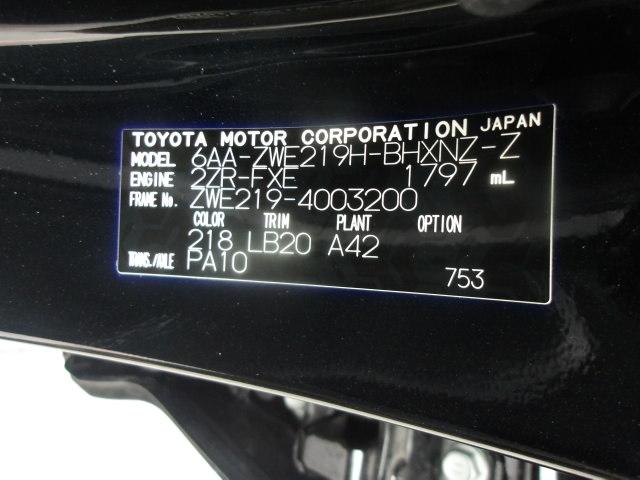 TOYOTA MOTOR CORPORATION JAPAN
MODEL 6AA-ZWE219H-BHXNZ-Z
ENGINE 2ZR-FXE 1797 mL
FRAME No. ZWE219-4003200
COLOR TRIM PLANT OPTION
218 LB20 A42
TRANS./AXLE PA10
753